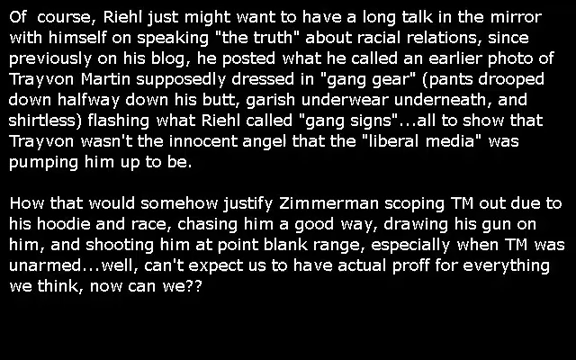 Of  course, Riehl just might want to have a long talk in the mirror
with himself on speaking "the truth" about racial relations, since
previously on his blog, he posted what he called an earlier photo of
Trayvon Martin supposedly dressed in "gang gear" (pants drooped
down halfway down his butt, garish underwear underneath, and
shirtless) flashing what Riehl called "gang signs"...all to show that
Trayvon wasn't the innocent angel that the "liberal media" was
pumping him up to be.

How that would somehow justify Zimmerman scoping TM out due to
his hoodie and race, chasing him a good way, drawing his gun on
him, and shooting him at point blank range, especially when TM was
unarmed...well, can't expect us to have actual proff for everything
we think, now can we??